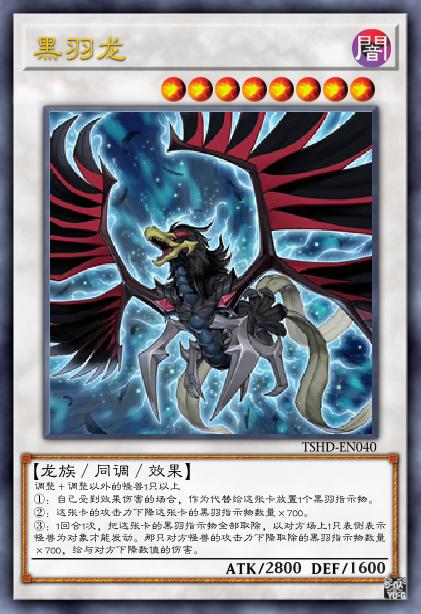 黑羽龙
闇
TSHD-EN040
【龙族／同调／效果】
调整＋调整以外的怪兽1只以上
①：自己受到效果伤害的场合，作为代替给这张卡放置1个黑羽指示物。
②：这张卡的攻击力下降这张卡的黑羽指示物数量×700。
③：1回合1次，把这张卡的黑羽指示物全部取除，以对方场上1只表侧表示
怪兽为对象才能发动。那只对方怪兽的攻击力下降取除的黑羽指示物数量
×700，给与对方下降数值的伤害。
ATK/2800 DEF/1600